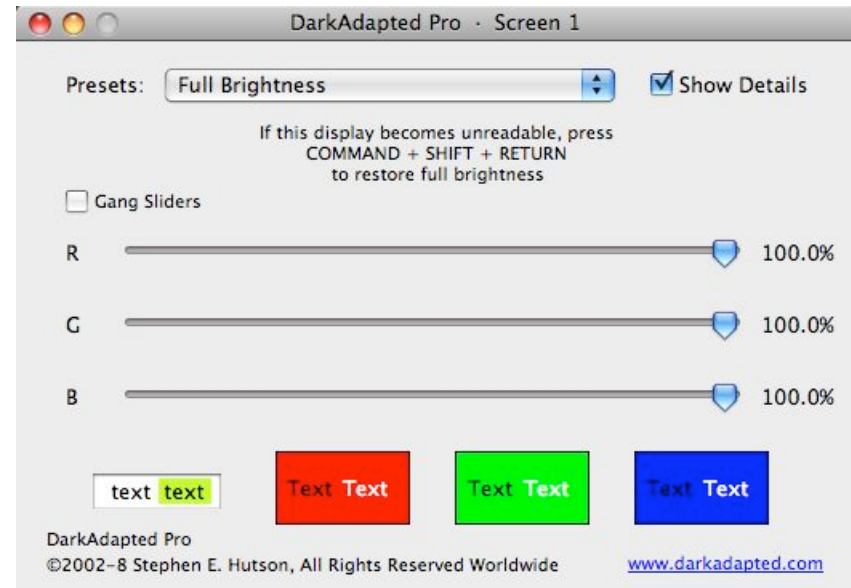 DarkAdapted Pro · Screen 1
Presets: Full Brightness Show Details
If this display becomes unreadable, press
COMMAND + SHIFT + RETURN
to restore full brightness
Gang Sliders
R 100.0%
G 100.0%
B 100.0%
text text Text Text Text Text Text Text
DarkAdapted Pro
©2002-8 Stephen E. Hutson, All Rights Reserved Worldwide www.darkadapted.com